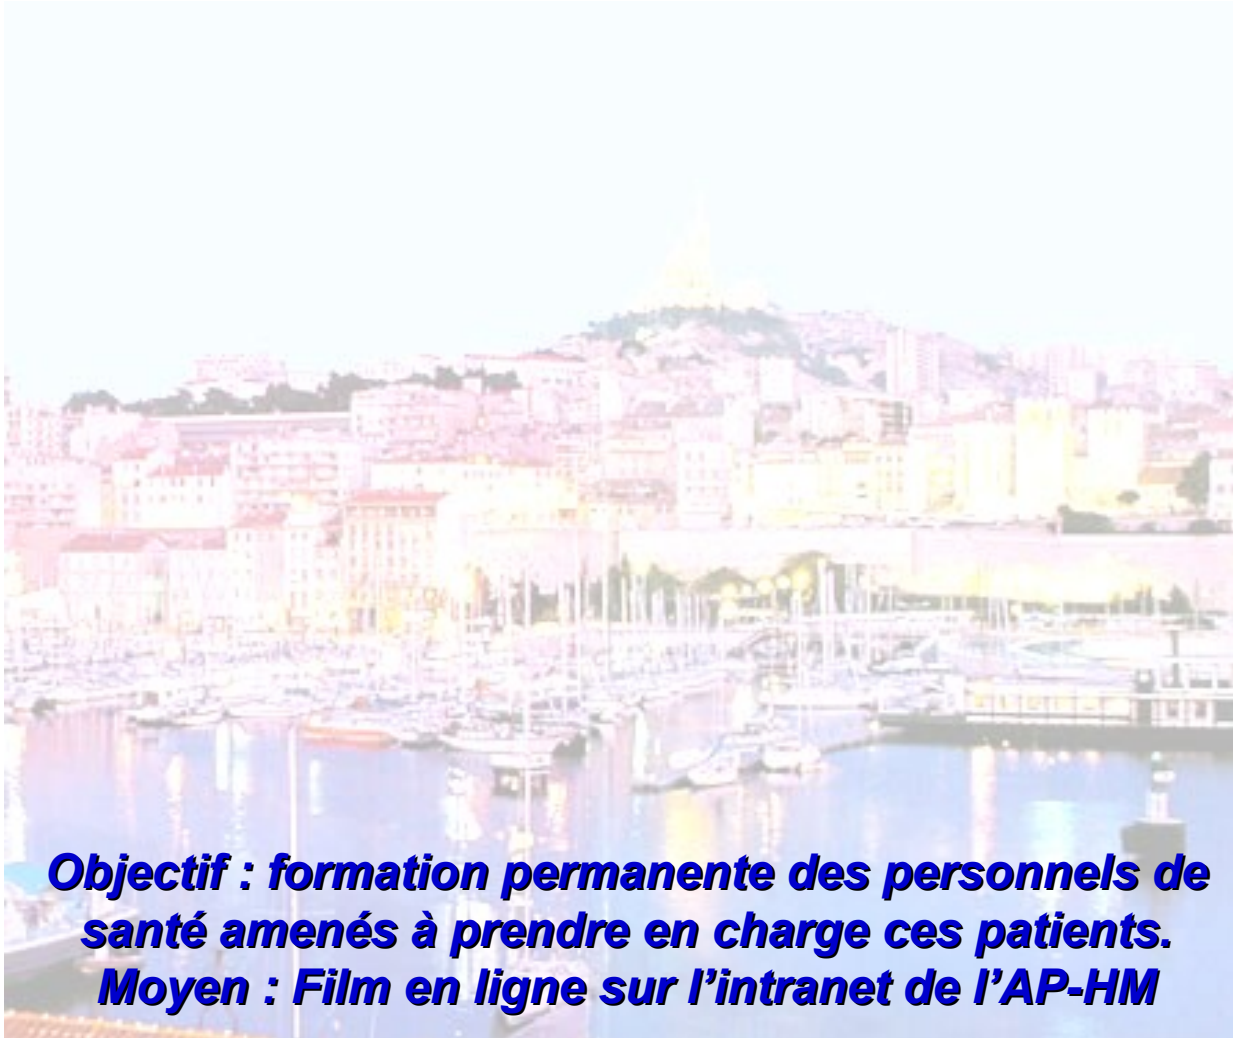 Objectif : formation permanente des personnels de
santé amenés à prendre en charge ces patients.
Moyen : Film en ligne sur l’intranet de l’AP-HM